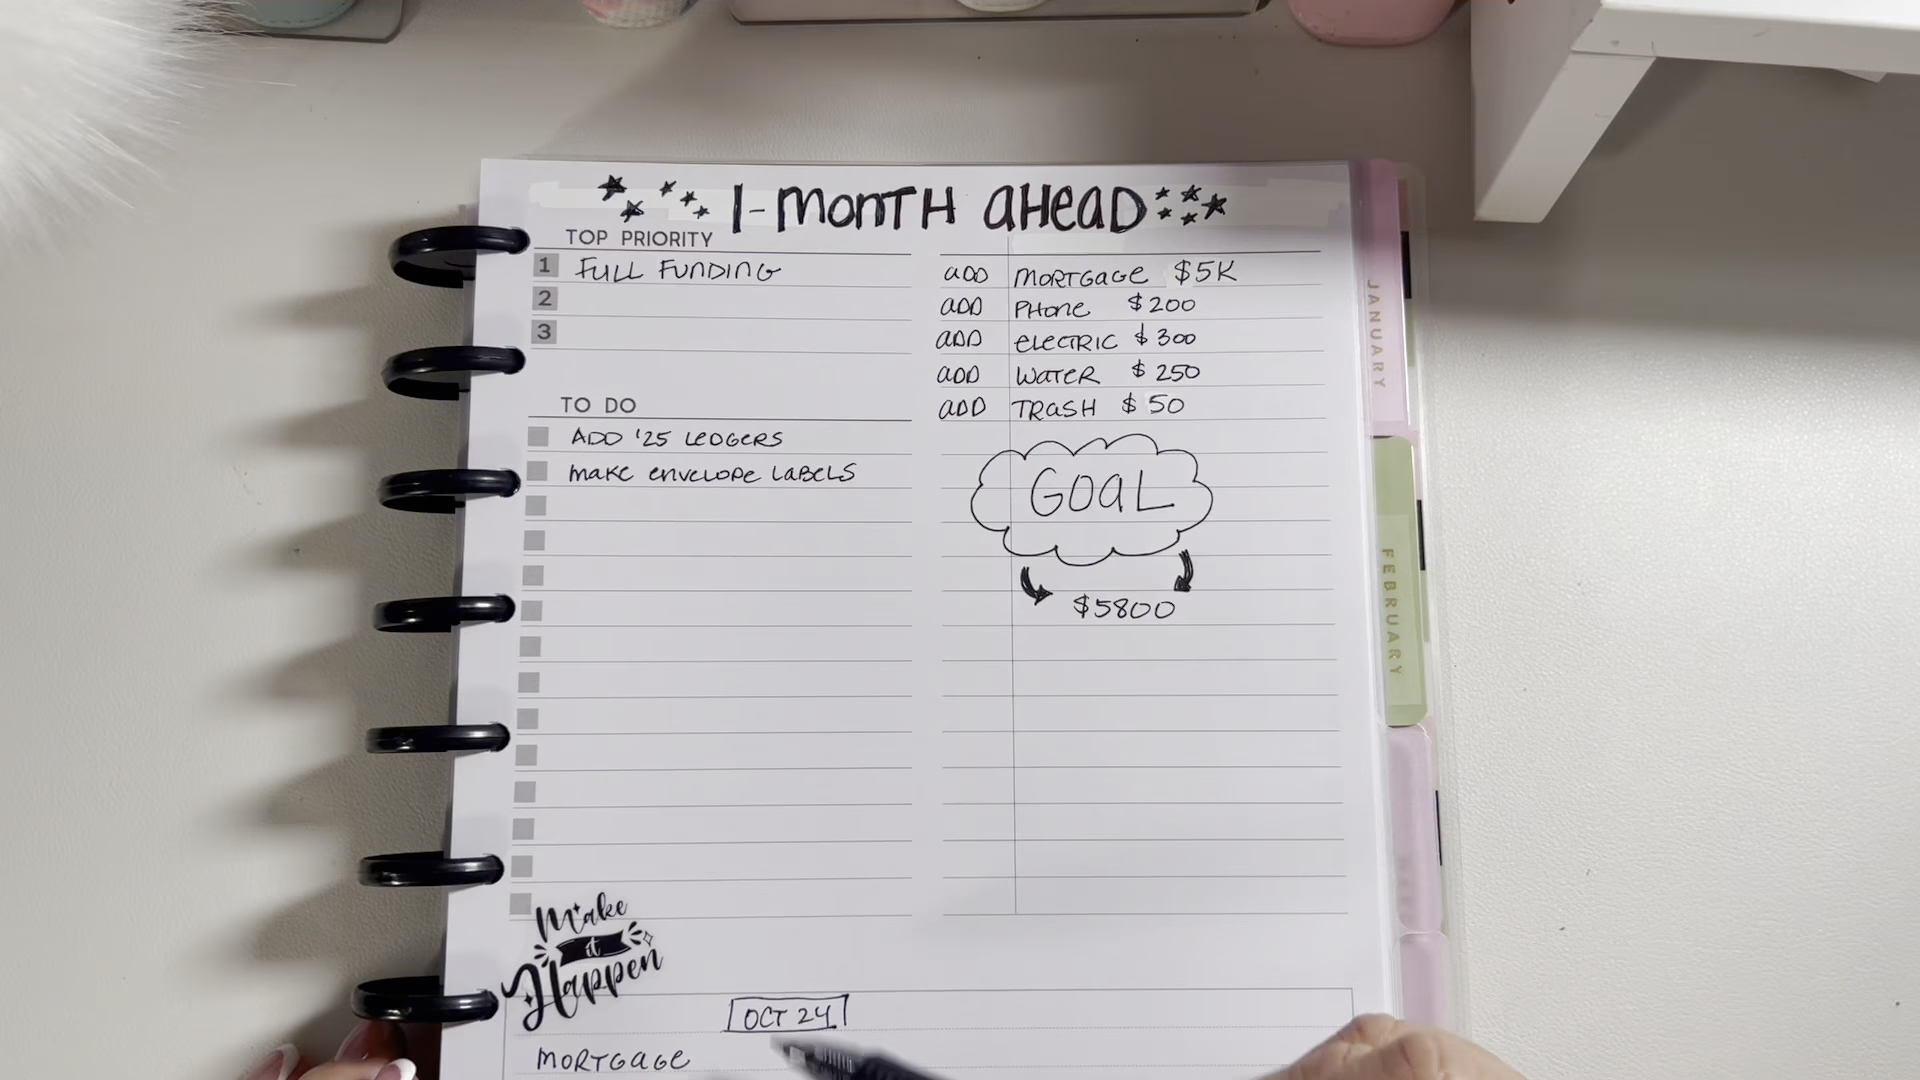 1-MONTH AHEAD
TOP PRIORITY
1 FULL FUNDING
2
3
TO DO
ADD '25 LEDGERS
MAKE ENVELOPE LABELS
ADD MORTGAGE $5K
ADD PHONE $200
ADD ELECTRIC $300
ADD WATER $250
ADD TRASH $50
GOAL
$5800
Make
it
Happen
OCT 24
MORTGAGE
JANUARY
FEBRUARY